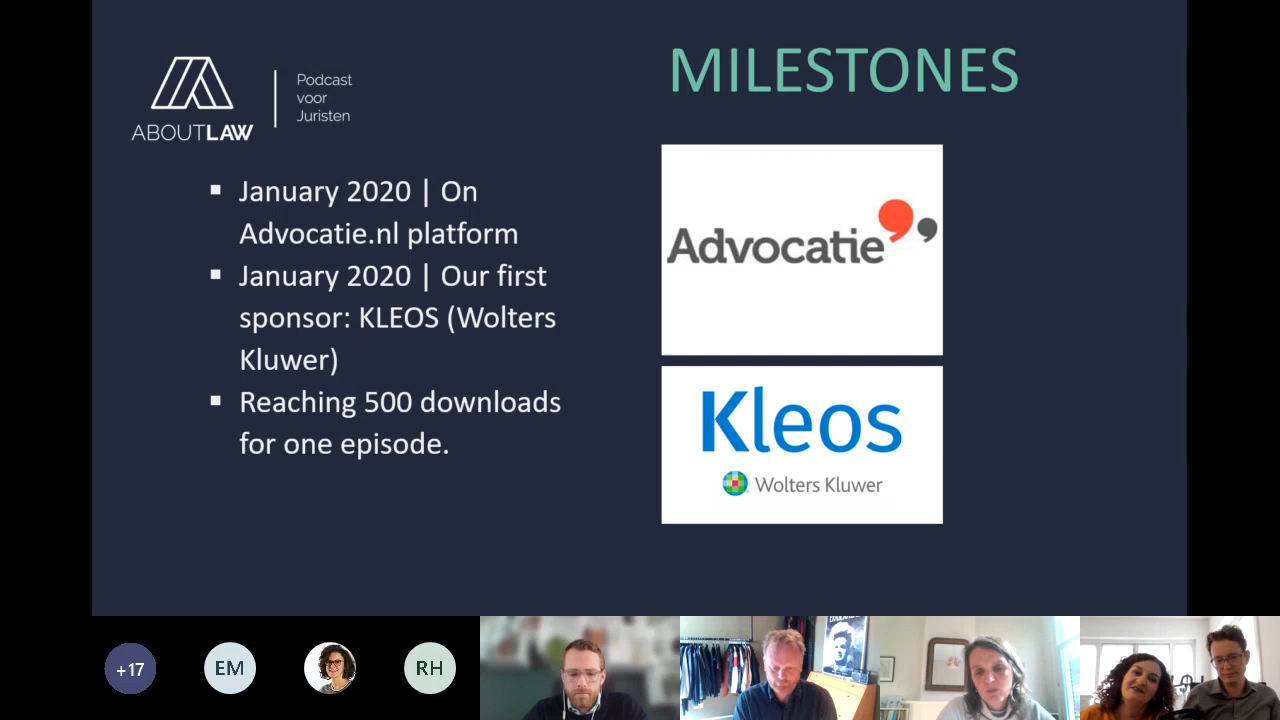 MILESTONES
ABOUTLAW
Podcast
voor
Juristen
▪ January 2020 | On
Advocatie.nl platform
▪ January 2020 | Our first
sponsor: KLEOS (Wolters
Kluwer)
▪ Reaching 500 downloads
for one episode.
Advocatie
Kleos
Wolters Kluwer
+17
EM
RH